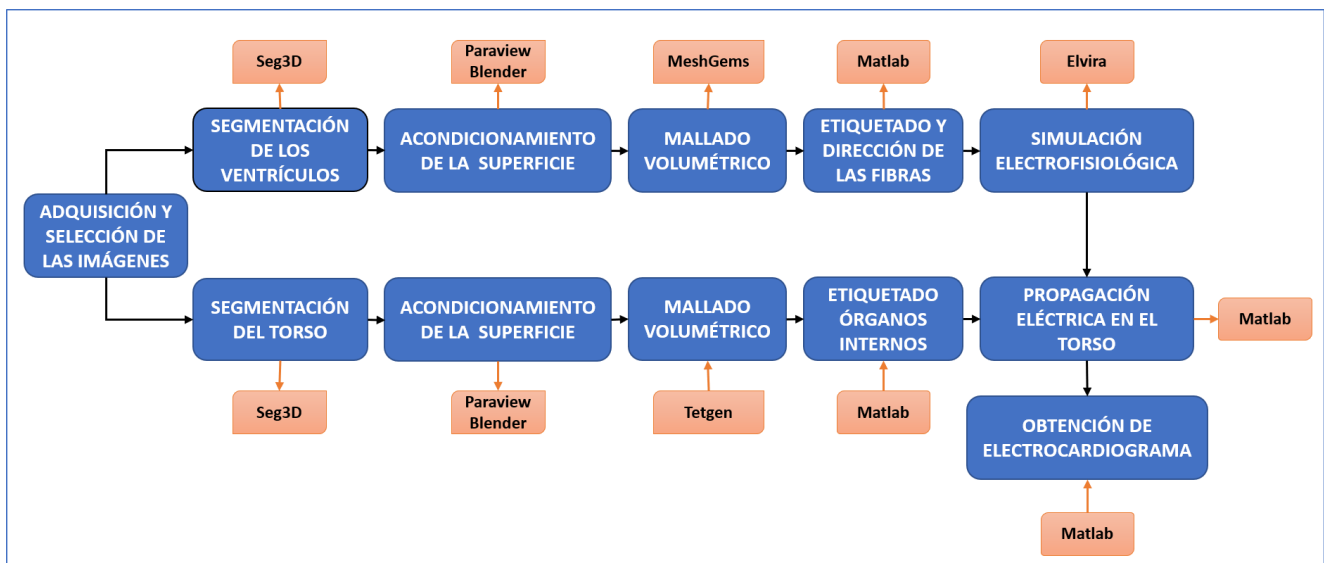 Seg3D
Paraview
Blender
MeshGems
Matlab
Elvira
SEGMENTACIÓN
DE LOS
VENTRÍCULOS
ACONDICIONAMIENTO
DE LA SUPERFICIE
MALLADO
VOLUMÉTRICO
ETIQUETADO Y
DIRECCIÓN DE
LAS FIBRAS
SIMULACIÓN
ELECTROFISIOLÓGICA
ADQUISICIÓN Y
SELECCIÓN DE
LAS IMÁGENES
SEGMENTACIÓN
DEL TORSO
ACONDICIONAMIENTO
DE LA SUPERFICIE
MALLADO
VOLUMÉTRICO
ETIQUETADO
ÓRGANOS
INTERNOS
PROPAGACIÓN
ELÉCTRICA EN EL
TORSO
Matlab
Seg3D
Paraview
Blender
Tetgen
Matlab
OBTENCIÓN DE
ELECTROCARDIOGRAMA
Matlab